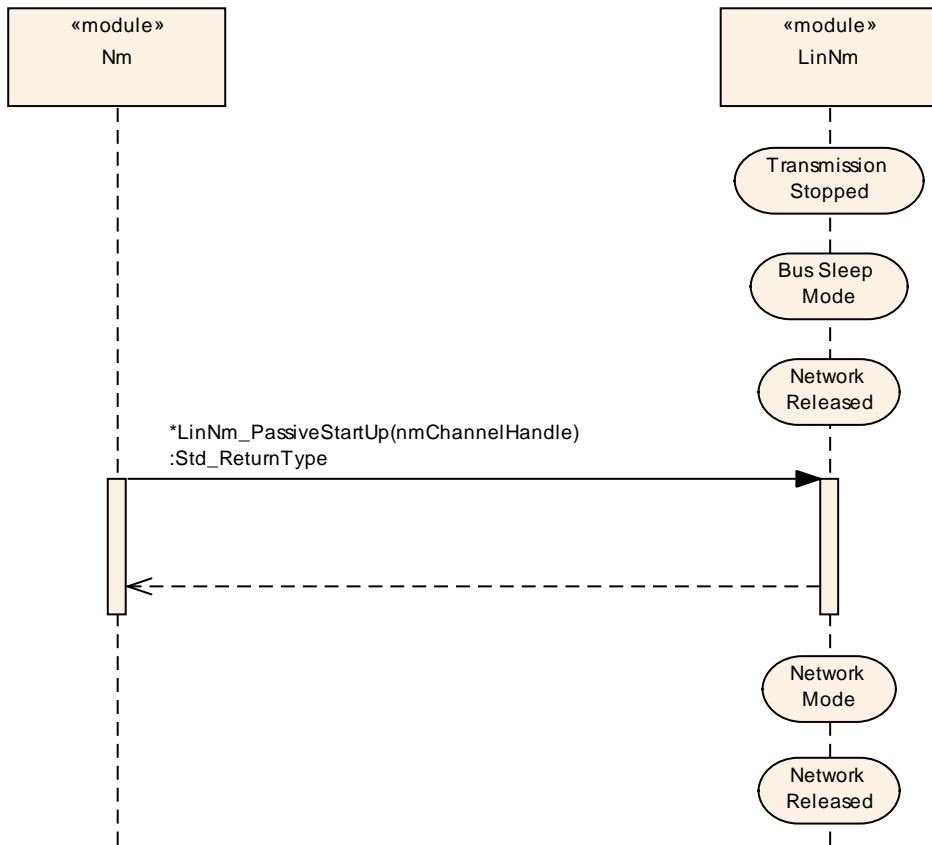 «module»
Nm
«module»
LinNm
Transmission
Stopped
Bus Sleep
Mode
Network
Released
*LinNm_PassiveStartUp(nmChannelHandle)
:Std_ReturnType
Network
Mode
Network
Released